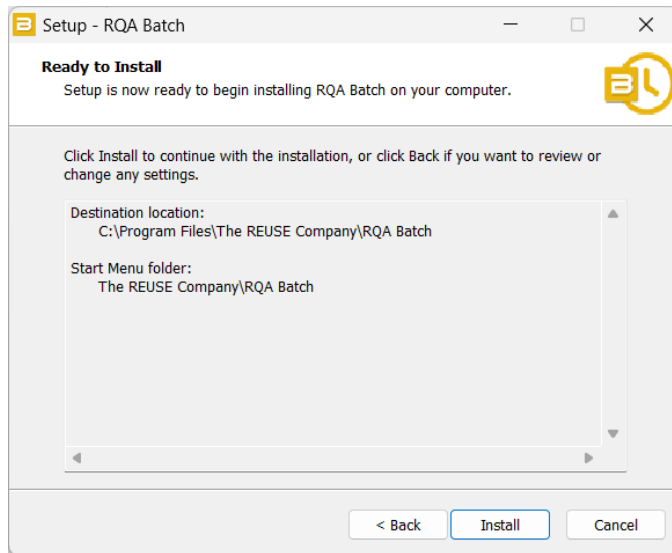 Setup - RQA Batch
Ready to Install
Setup is now ready to begin installing RQA Batch on your computer.
Click Install to continue with the installation, or click Back if you want to review or
change any settings.
Destination location:
C:\Program Files\The REUSE Company\RQA Batch
Start Menu folder:
The REUSE Company\RQA Batch
< Back
Install
Cancel